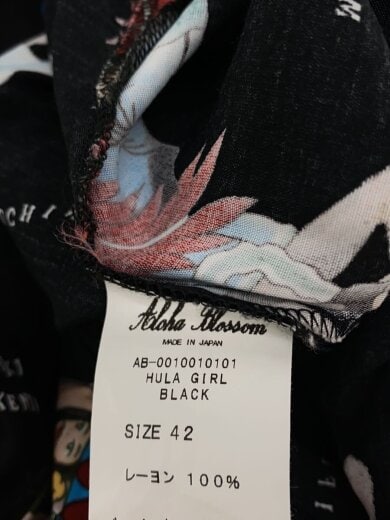 Aloha Blossom
MADE IN JAPAN
AB-0010010101
HULA GIRL
BLACK
SIZE 42
レーヨン 100%